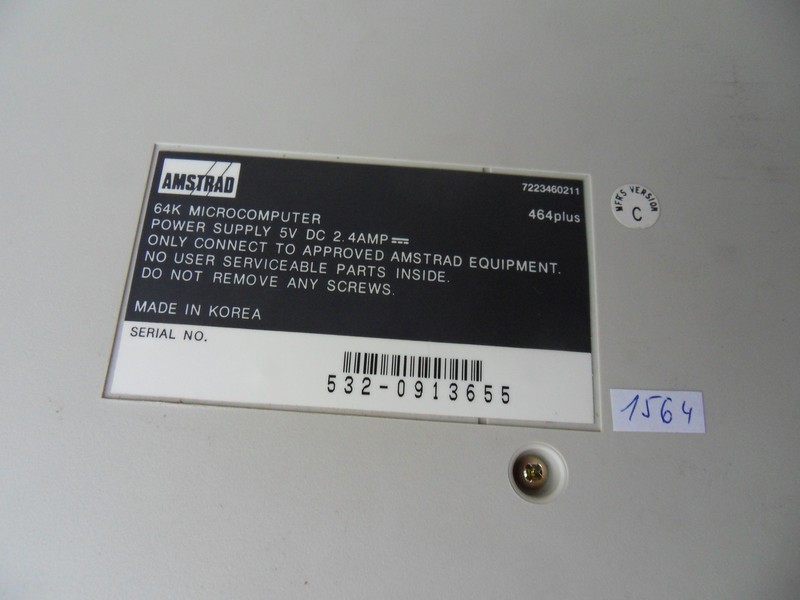 AMSTRAD
7223460211
64K MICROCOMPUTER
464plus
POWER SUPPLY 5V DC 2.4AMP
ONLY CONNECT TO APPROVED AMSTRAD EQUIPMENT.
NO USER SERVICEABLE PARTS INSIDE.
DO NOT REMOVE ANY SCREWS.
MADE IN KOREA
SERIAL NO.
532-0913655
MFR'S VERSION
C
1564